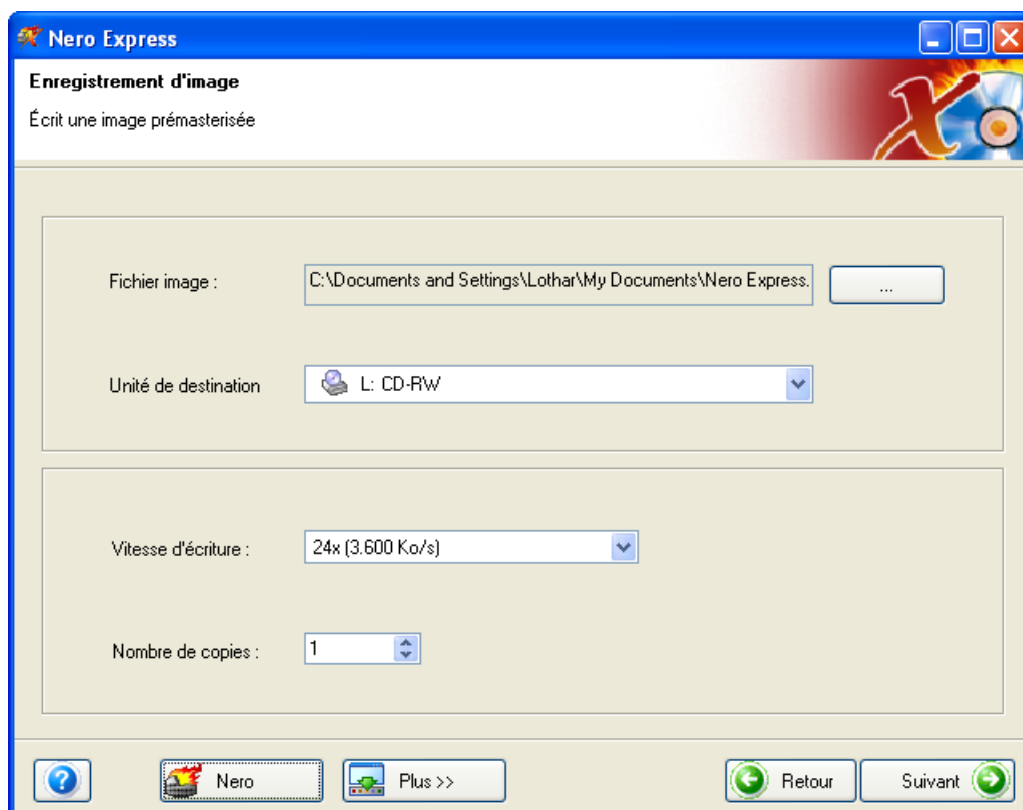 Nero Express
Enregistrement d'image
Écrit une image prémasterisée
Fichier image : C:\Documents and Settings\Lothar\My Documents\Nero Express. ...
Unité de destination L: CD-RW
Vitesse d'écriture : 24x (3.600 Ko/s)
Nombre de copies : 1
? Nero Plus >> Retour Suivant